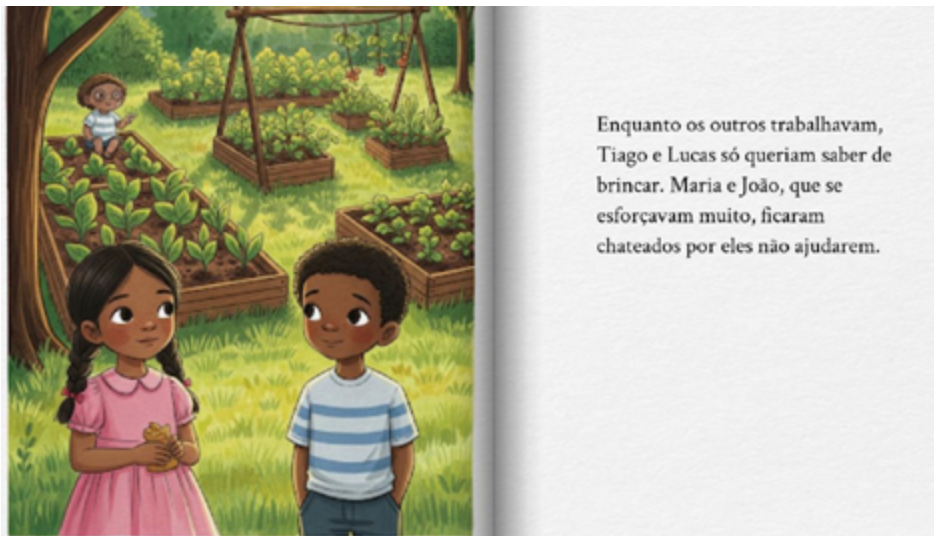 Enquanto os outros trabalhavam,
Tiago e Lucas só queriam saber de
brincar. Maria e João, que se
esforçavam muito, ficaram
chateados por eles não ajudarem.